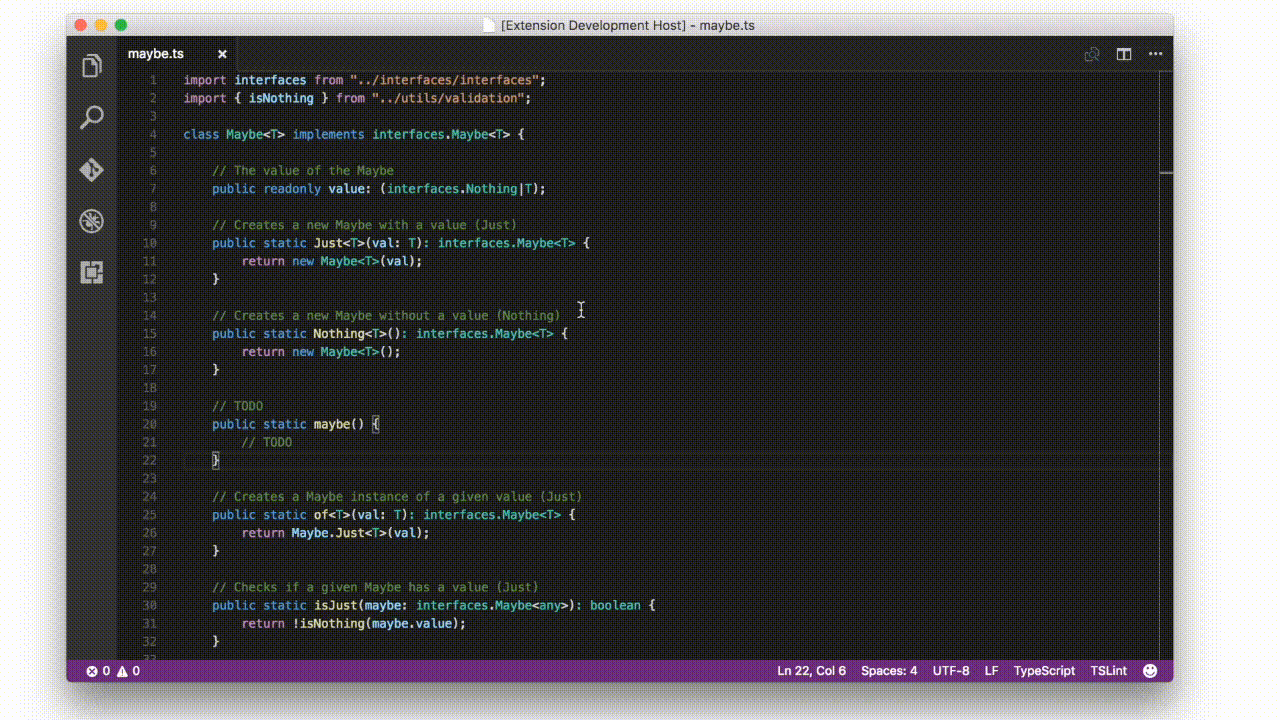 [Extension Development Host] - maybe.ts
maybe.ts
1 import interfaces from "../interfaces/interfaces";
2 import { isNothing } from "../utils/validation";
3
4 class Maybe<T> implements interfaces.Maybe<T> {
5
6 // The value of the Maybe
7 public readonly value: (interfaces.Nothing|T);
8
9 // Creates a new Maybe with a value (Just)
10 public static Just<T>(val: T): interfaces.Maybe<T> {
11 return new Maybe<T>(val);
12 }
13
14 // Creates a new Maybe without a value (Nothing)
15 public static Nothing<T>(): interfaces.Maybe<T> {
16 return new Maybe<T>();
17 }
18
19 // TODO
20 public static maybe() {
21 // TODO
22 }
23
24 // Creates a Maybe instance of a given value (Just)
25 public static of<T>(val: T): interfaces.Maybe<T> {
26 return Maybe.Just<T>(val);
27 }
28
29 // Checks if a given Maybe has a value (Just)
30 public static isJust(maybe: interfaces.Maybe<any>): boolean {
31 return !isNothing(maybe.value);
32 }
33
0 0 Ln 22, Col 6 Spaces: 4 UTF-8 LF TypeScript TSLint